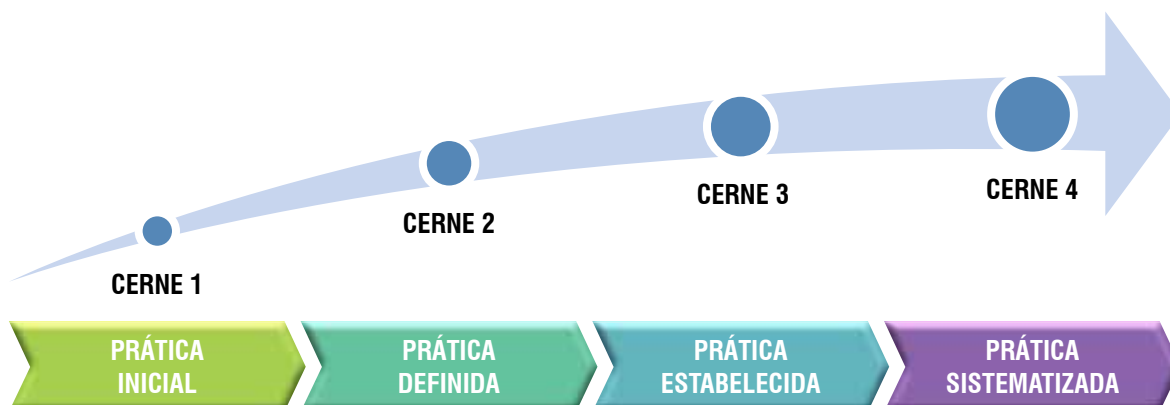 CERNE 1
CERNE 2
CERNE 3
CERNE 4
PRÁTICA
INICIAL
PRÁTICA
DEFINIDA
PRÁTICA
ESTABELECIDA
PRÁTICA
SISTEMATIZADA